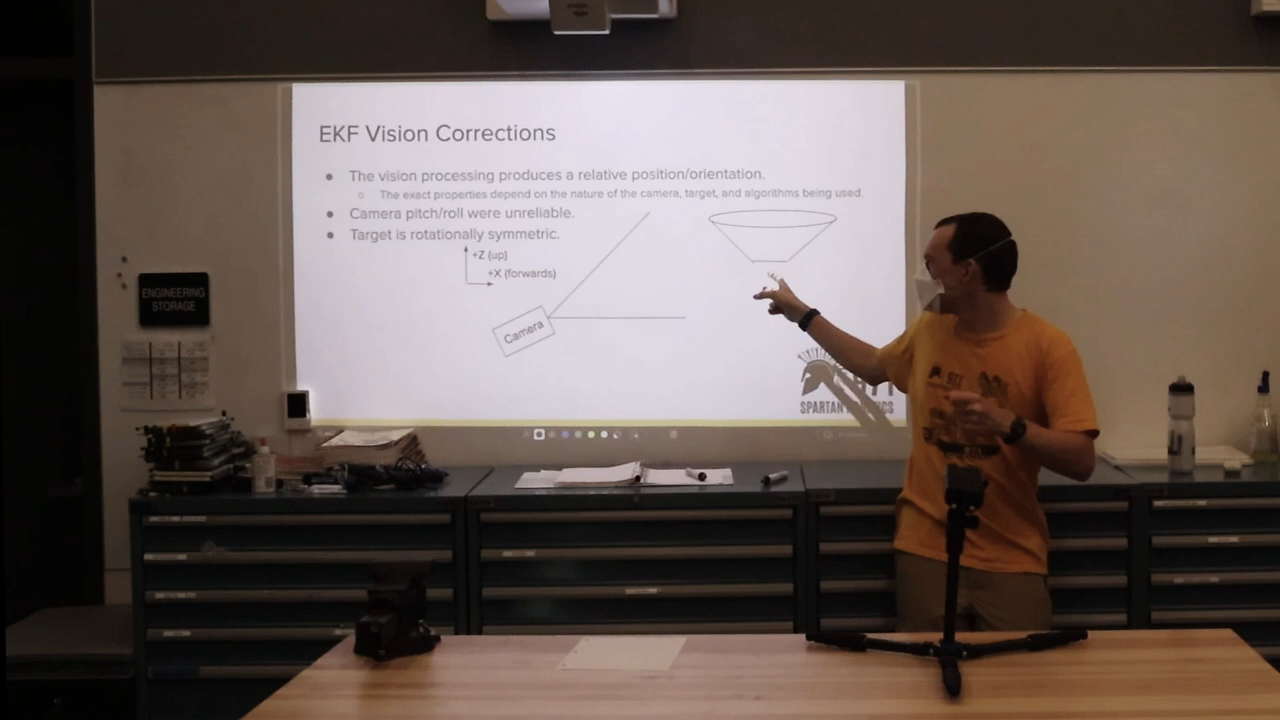 EKF Vision Corrections
● The vision processing produces a relative position/orientation.
○ The exact properties depend on the nature of the camera, target, and algorithms being used.
● Camera pitch/roll were unreliable.
● Target is rotationally symmetric.
+Z (up)
+X (forwards)
Camera
ENGINEERING
STORAGE
SPARTAN
971